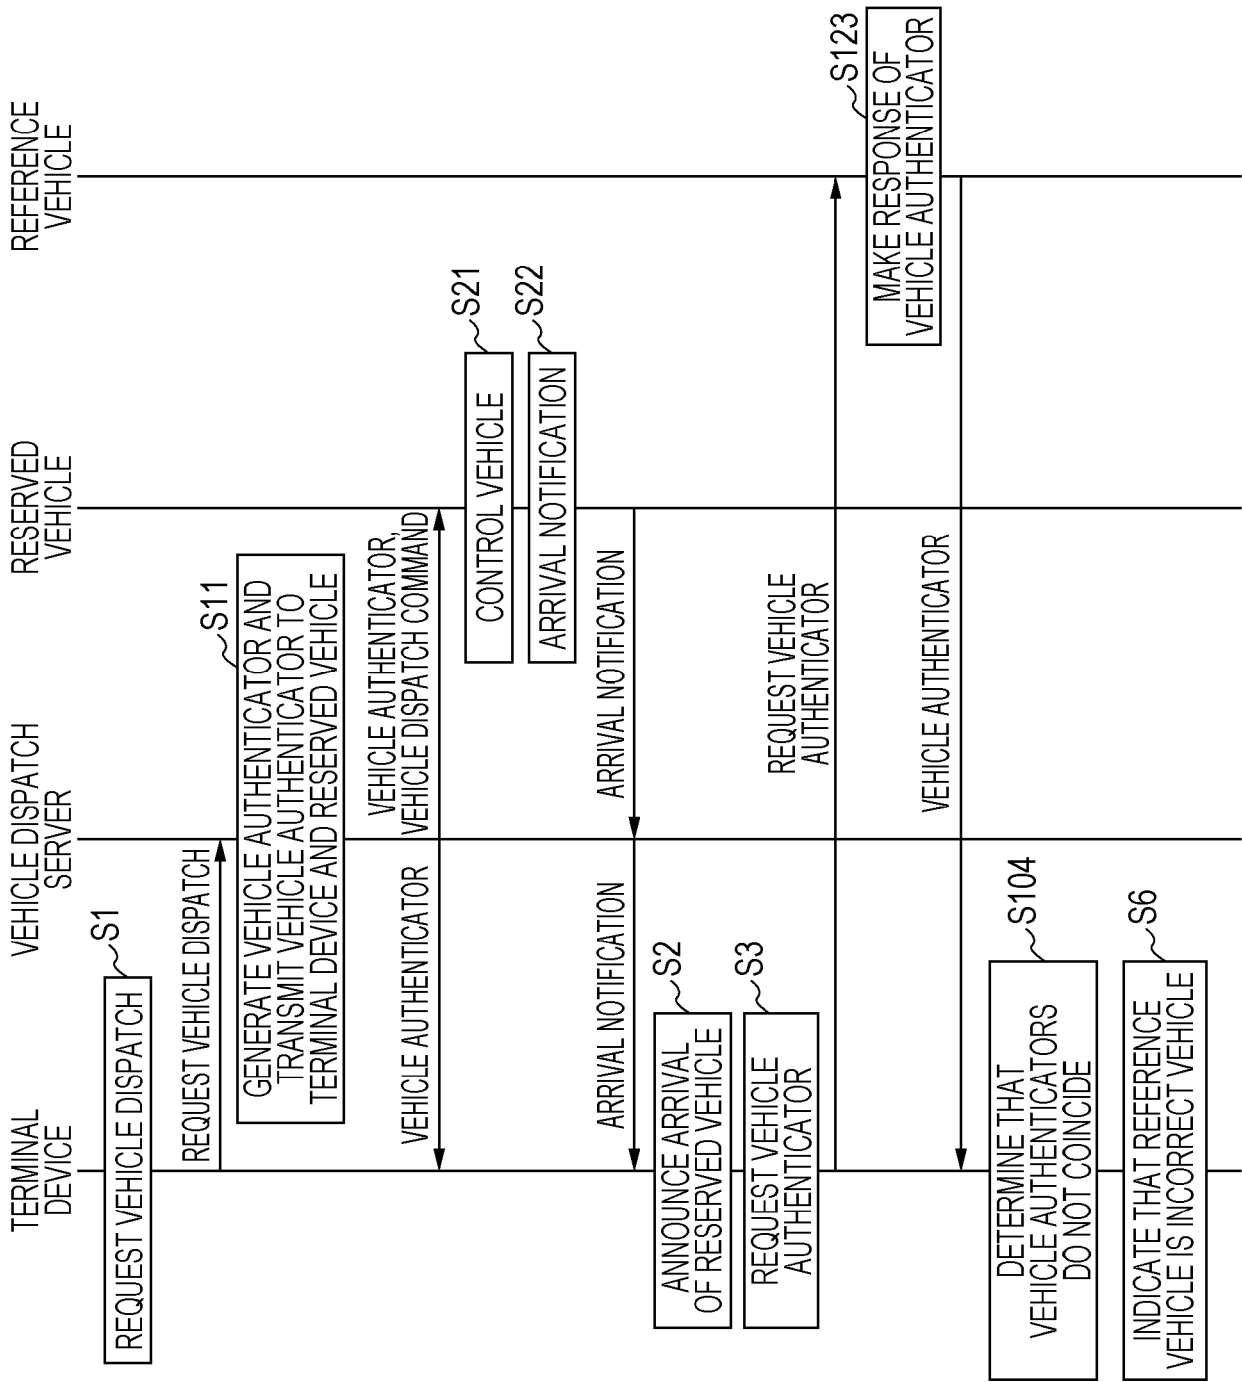 TERMINAL
DEVICE
VEHICLE DISPATCH
SERVER
RESERVED
VEHICLE
REFERENCE
VEHICLE
S1
REQUEST VEHICLE DISPATCH
REQUEST VEHICLE DISPATCH
S11
GENERATE VEHICLE AUTHENTICATOR AND
TRANSMIT VEHICLE AUTHENTICATOR TO
TERMINAL DEVICE AND RESERVED VEHICLE
VEHICLE AUTHENTICATOR
VEHICLE AUTHENTICATOR,
VEHICLE DISPATCH COMMAND
S21
CONTROL VEHICLE
S22
ARRIVAL NOTIFICATION
ARRIVAL NOTIFICATION
ARRIVAL NOTIFICATION
S2
ANNOUNCE ARRIVAL
OF RESERVED VEHICLE
S3
REQUEST VEHICLE
AUTHENTICATOR
REQUEST VEHICLE
AUTHENTICATOR
S123
MAKE RESPONSE OF
VEHICLE AUTHENTICATOR
VEHICLE AUTHENTICATOR
S104
DETERMINE THAT
VEHICLE AUTHENTICATORS
DO NOT COINCIDE
S6
INDICATE THAT REFERENCE
VEHICLE IS INCORRECT VEHICLE